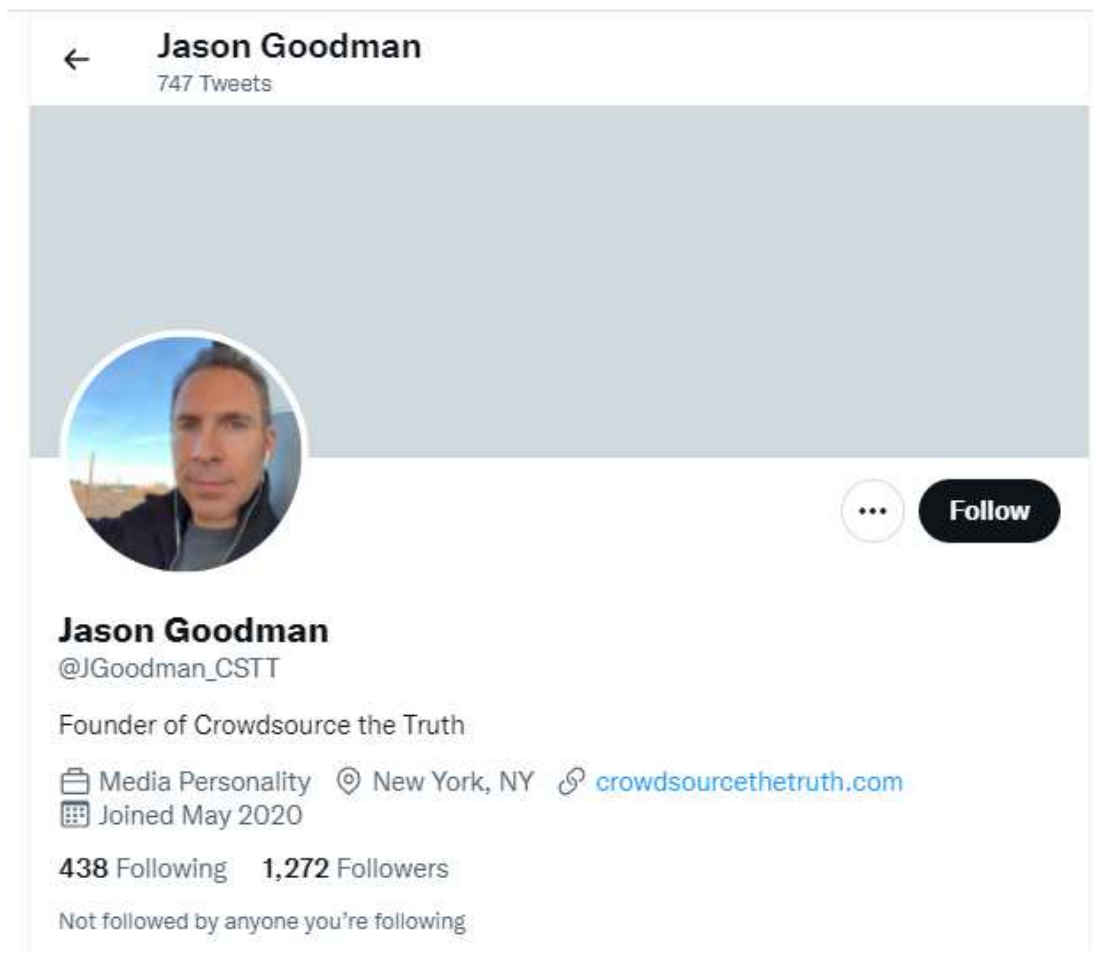 Jason Goodman
747 Tweets
Follow
Jason Goodman
@JGoodman_CSTT
Founder of Crowdsource the Truth
Media Personality New York, NY crowdsourcethetruth.com
Joined May 2020
438 Following 1,272 Followers
Not followed by anyone you’re following